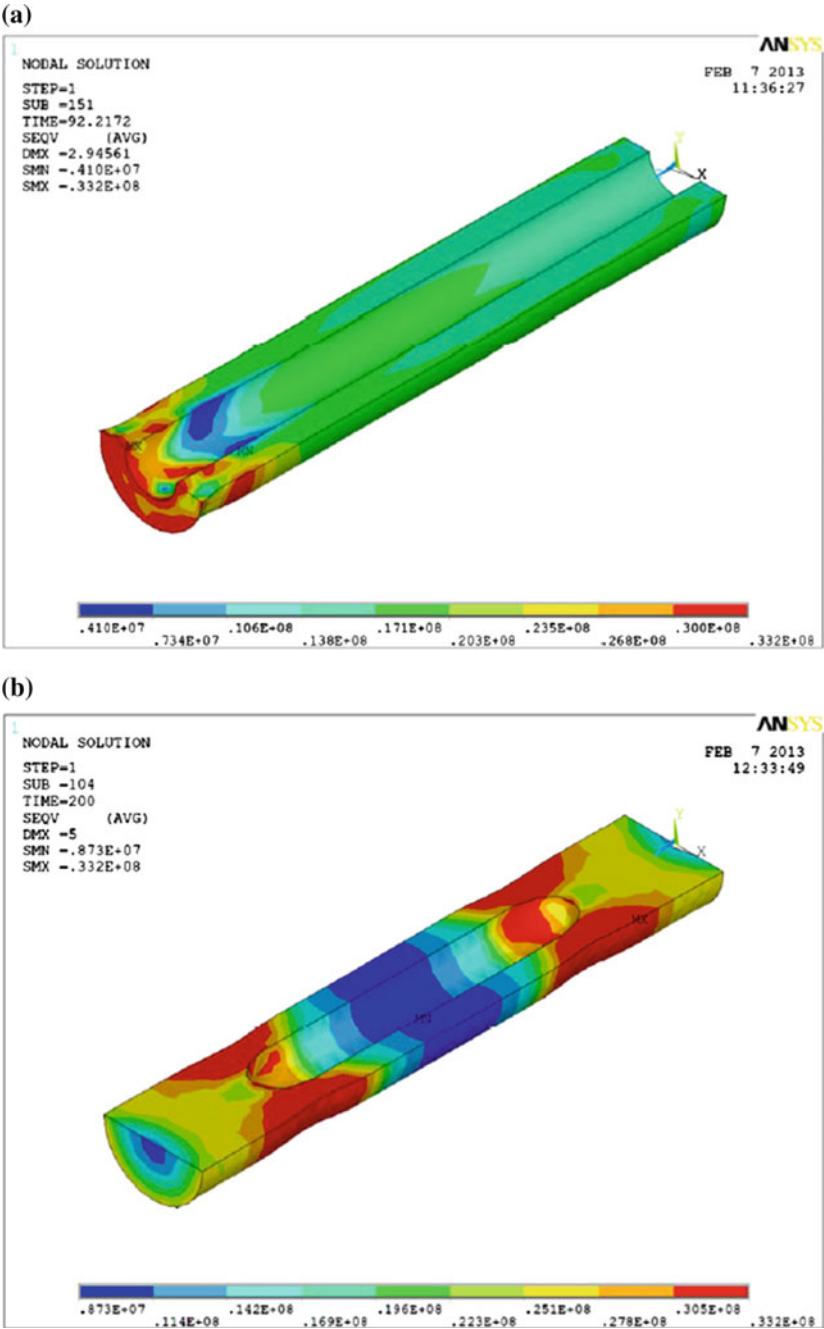 (a)
1
ANSYS
NODAL SOLUTION
FEB 7 2013
11:36:27
STEP=1
SUB =151
TIME=92.2172
SEQV (AVG)
DMX =2.94561
SMN =.410E+07
SMX =.332E+08
Y
X
MX
MN
.410E+07 .106E+08 .171E+08 .235E+08 .300E+08
.734E+07 .138E+08 .203E+08 .268E+08 .332E+08
(b)
1
ANSYS
NODAL SOLUTION
FEB 7 2013
12:33:49
STEP=1
SUB =104
TIME=200
SEQV (AVG)
DMX =5
SMN =.873E+07
SMX =.332E+08
Y
X
MX
MN
.873E+07 .142E+08 .196E+08 .251E+08 .305E+08
.114E+08 .169E+08 .223E+08 .278E+08 .332E+08